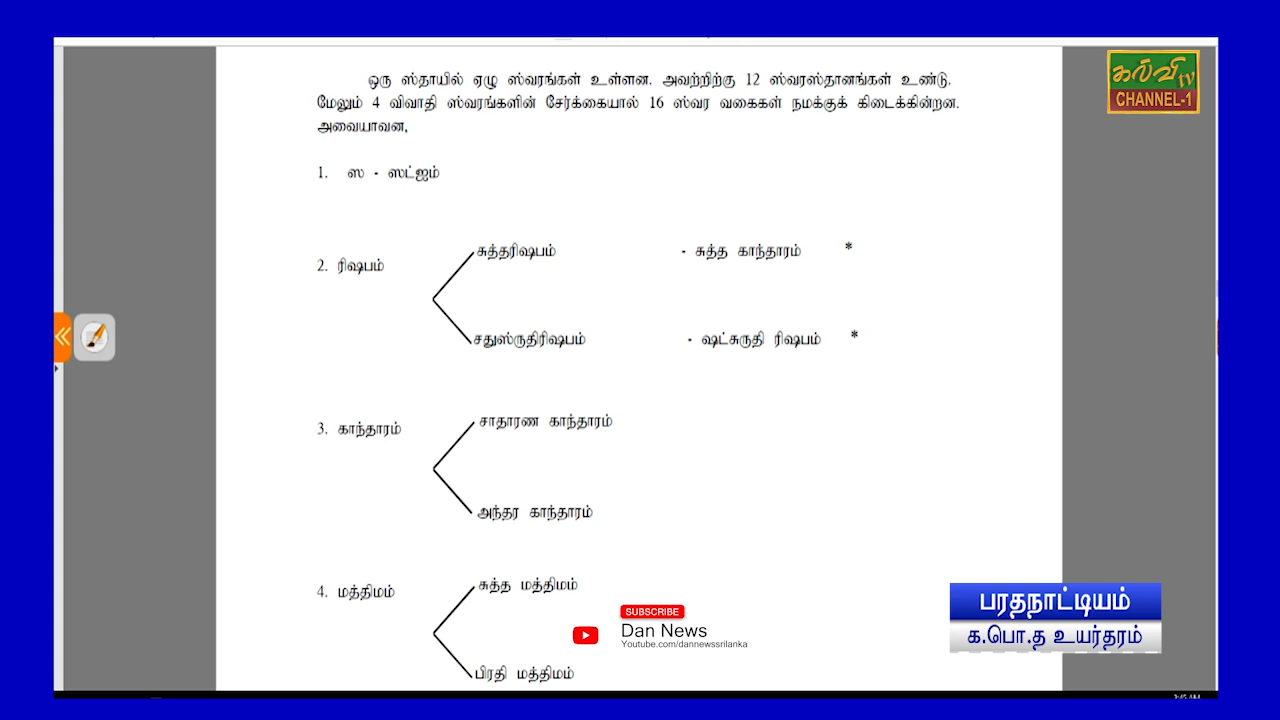 ஒரு ஸ்தாயில் ஏழு ஸ்வரங்கள் உள்ளன. அவற்றிற்கு 12 ஸ்வரஸ்தானங்கள் உண்டு.
மேலும் 4 விவாதி ஸ்வரங்களின் சேர்க்கையால் 16 ஸ்வர வகைகள் நமக்குக் கிடைக்கின்றன.
அவையாவன,
கல்வி tv
CHANNEL-1
1. ஸ - ஸட்ஐம்
சுத்தரிஷபம் - சுத்த காந்தாரம் *
2. ரிஷபம்
சதுஸ்ருதிரிஷபம் - ஷட்சுருதி ரிஷபம் *
சாதாரண காந்தாரம்
3. காந்தாரம்
அந்தர காந்தாரம்
சுத்த மத்திமம்
4. மத்திமம்
பிரதி மத்திமம்
SUBSCRIBE
Dan News
Youtube.com/dannewssrilanka
பரதநாட்டியம்
க.பொ.த உயர்தரம்